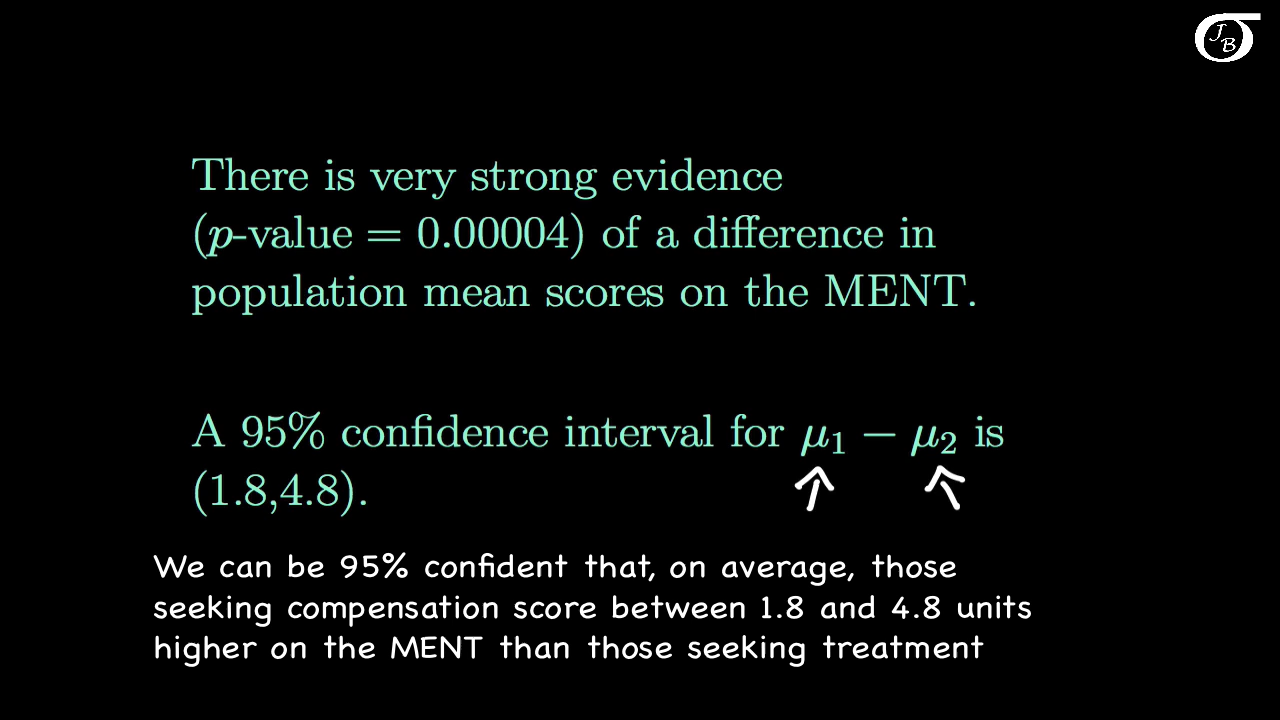 J
B
There is very strong evidence
(p-value = 0.00004) of a difference in
population mean scores on the MENT.
A 95% confidence interval for μ₁ − μ₂ is
(1.8,4.8).
We can be 95% confident that, on average, those
seeking compensation score between 1.8 and 4.8 units
higher on the MENT than those seeking treatment